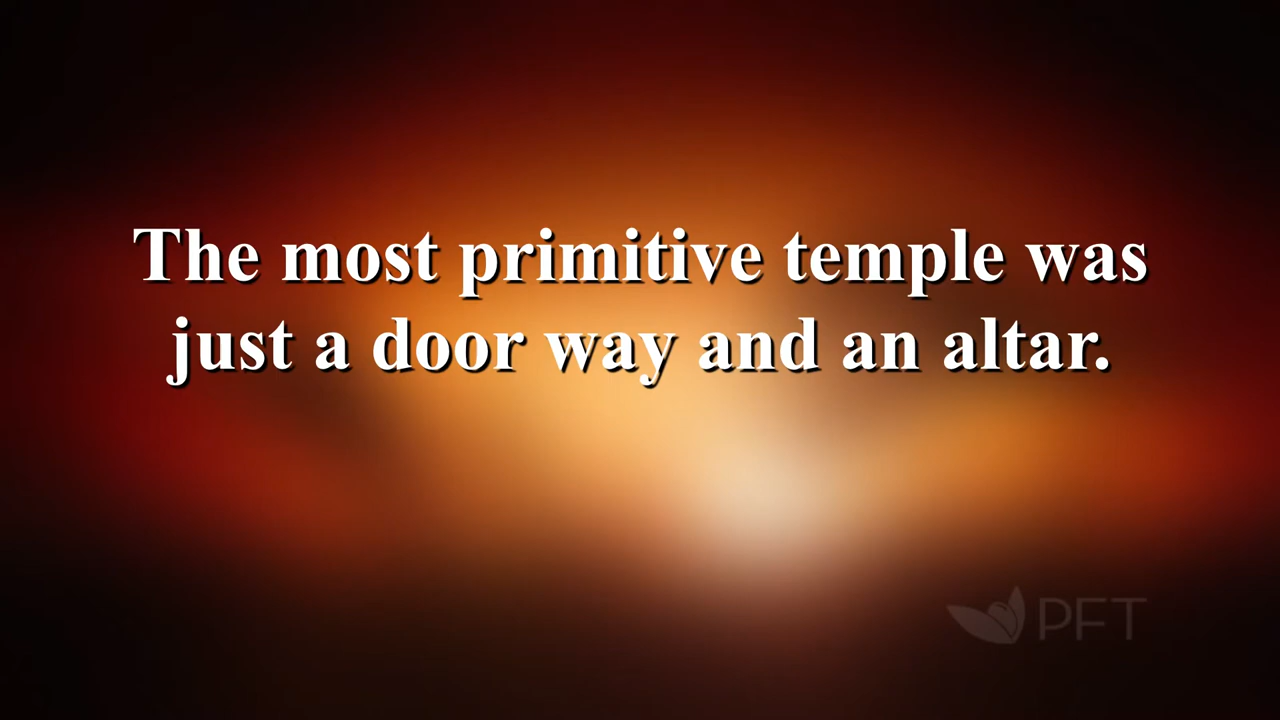 The most primitive temple was
just a door way and an altar.
PFT